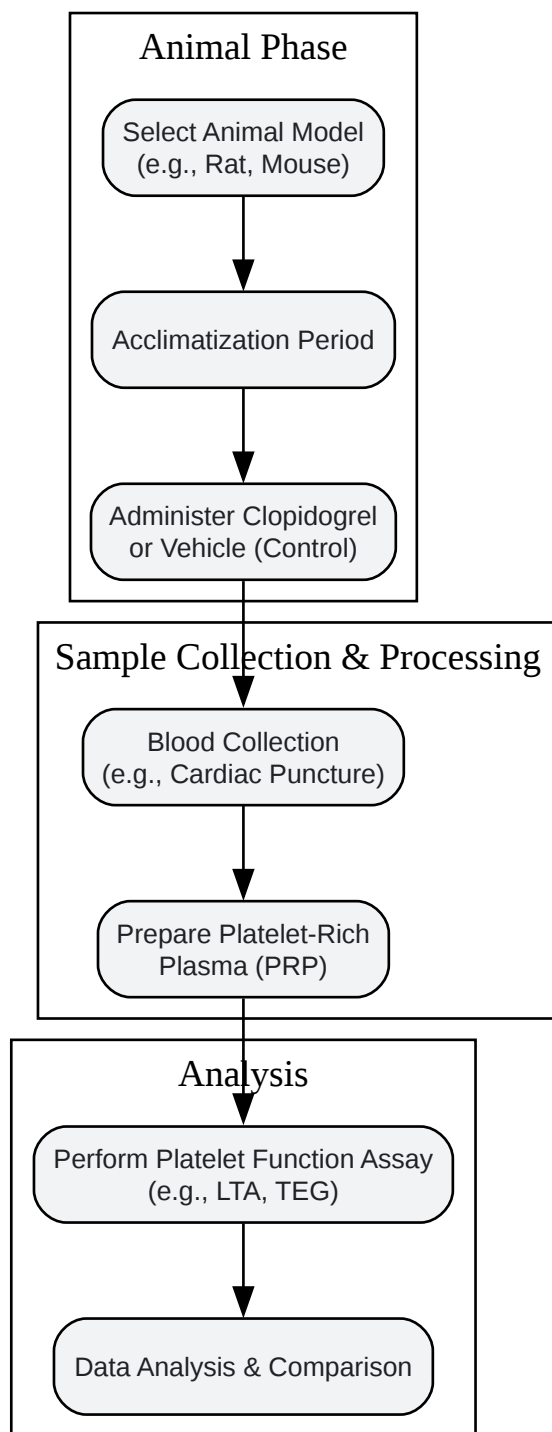 Animal Phase
Select Animal Model
(e.g., Rat, Mouse)
Acclimatization Period
Administer Clopidogrel
or Vehicle (Control)
Sample Collection & Processing
Blood Collection
(e.g., Cardiac Puncture)
Prepare Platelet-Rich
Plasma (PRP)
Analysis
Perform Platelet Function Assay
(e.g., LTA, TEG)
Data Analysis & Comparison